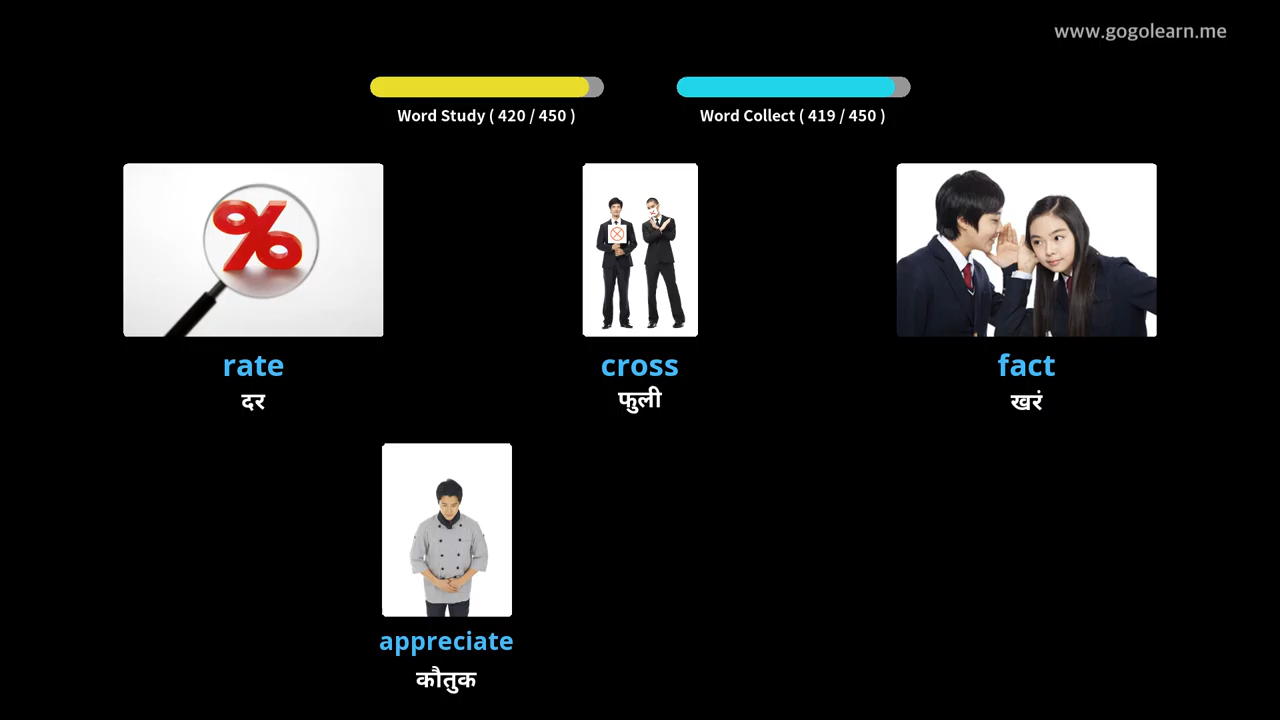 www.gogolearn.me
Word Study ( 420 / 450 )
Word Collect ( 419 / 450 )
%
rate
दर
cross
फुली
fact
खरं
appreciate
कौतुक